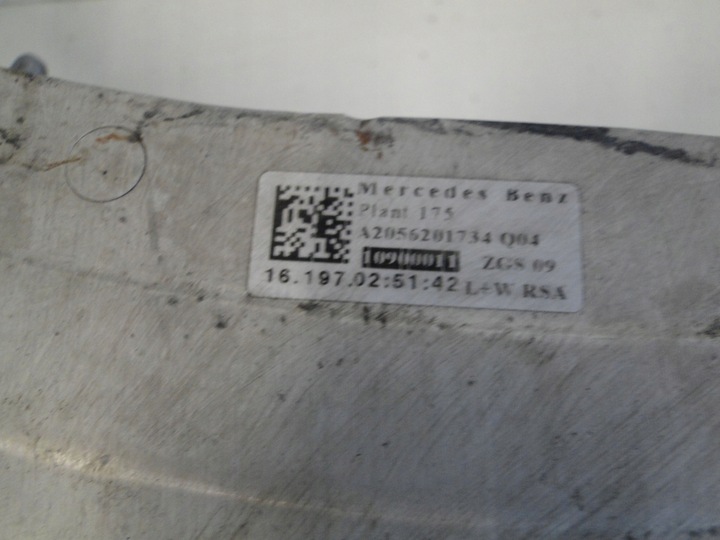 Mercedes Benz
Plant 175
A2056201734 Q04
10900011 ZGS 09
16.197.02:51:42 L+W RSA